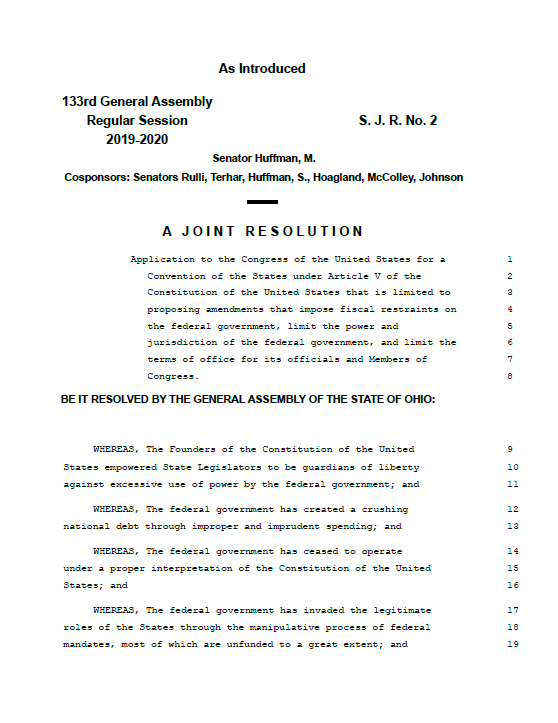 As Introduced
133rd General Assembly
Regular Session S. J. R. No. 2
2019-2020
Senator Huffman, M.
Cosponsors: Senators Rulli, Terhar, Huffman, S., Hoagland, McColley, Johnson
A JOINT RESOLUTION
Application to the Congress of the United States for a 1
Convention of the States under Article V of the 2
Constitution of the United States that is limited to 3
proposing amendments that impose fiscal restraints on 4
the federal government, limit the power and 5
jurisdiction of the federal government, and limit the 6
terms of office for its officials and Members of 7
Congress. 8
BE IT RESOLVED BY THE GENERAL ASSEMBLY OF THE STATE OF OHIO:
WHEREAS, The Founders of the Constitution of the United 9
States empowered State Legislators to be guardians of liberty 10
against excessive use of power by the federal government; and 11
WHEREAS, The federal government has created a crushing 12
national debt through improper and imprudent spending; and 13
WHEREAS, The federal government has ceased to operate 14
under a proper interpretation of the Constitution of the United 15
States; and 16
WHEREAS, The federal government has invaded the legitimate 17
roles of the States through the manipulative process of federal 18
mandates, most of which are unfunded to a great extent; and 19